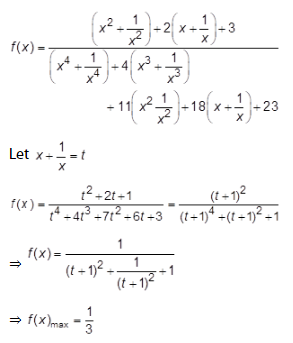 f(x) = ((x² + 1/x²) + 2(x + 1/x) + 3) / ((x⁴ + 1/x⁴) + 4(x³ + 1/x³)
+ 11(x² 1/x²) + 18(x + 1/x) + 23)
Let x + 1/x = t
f(x) = (t² + 2t + 1) / (t⁴ + 4t³ + 7t² + 6t + 3) = (t + 1)² / ((t + 1)⁴ + (t + 1)² + 1)
⇒ f(x) = 1 / ((t + 1)² + 1/(t + 1)² + 1)
⇒ f(x)max = 1/3